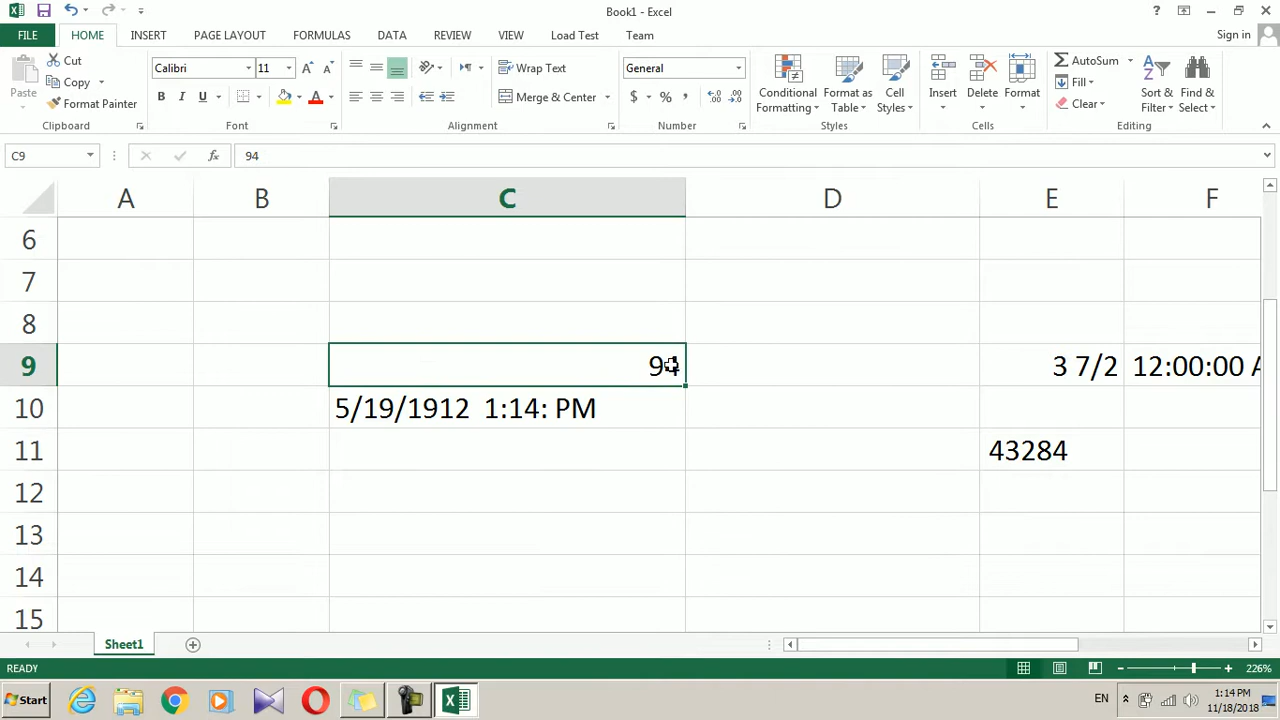 Book1 - Excel
?
FILE HOME INSERT PAGE LAYOUT FORMULAS DATA REVIEW VIEW Load Test Team Sign in
Paste Cut Calibri 11 Wrap Text General Conditional Formatting Format as Table Cell Styles Insert Delete Format AutoSum Sort & Filter Find & Select
Copy Fill
Format Painter B I U A Merge & Center $ % , Clear
Clipboard Font Alignment Number Styles Cells Editing
C9 fx 94
A B C D E F
6
7
8
9 94 3 7/2 12:00:00 A
10 5/19/1912 1:14: PM
11 43284
12
13
14
15
Sheet1
READY 226%
Start EN 1:14 PM
11/18/2018